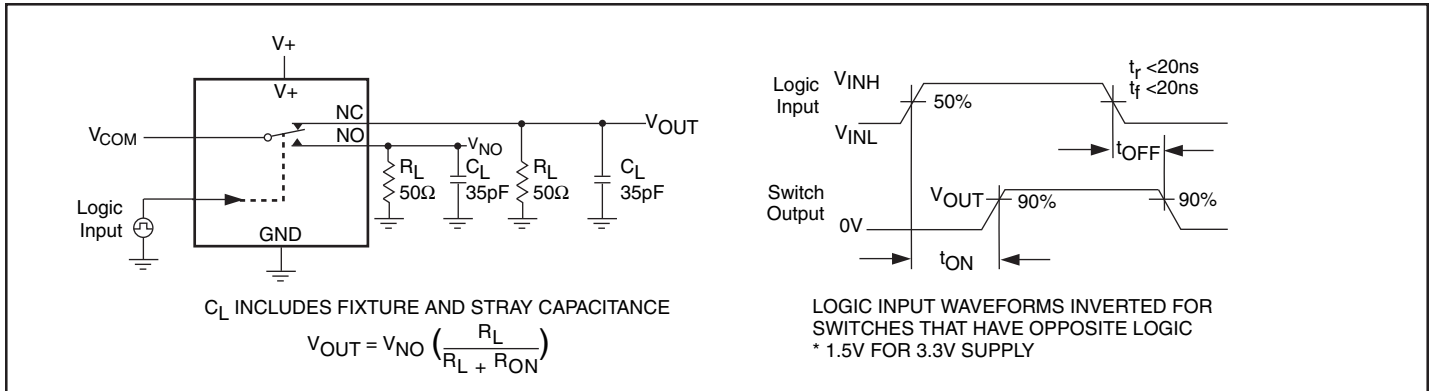 V+
V+
NC
NO
VCOM
VOUT
VNO
RL
50Ω
CL
35pF
RL
50Ω
CL
35pF
Logic
Input
GND
CL INCLUDES FIXTURE AND STRAY CAPACITANCE
VOUT = VNO (RL / RL + RON)
Logic
Input
VINH
VINL
50%
tr <20ns
tf <20ns
tOFF
Switch
Output
VOUT
0V
90%
90%
tON
LOGIC INPUT WAVEFORMS INVERTED FOR
SWITCHES THAT HAVE OPPOSITE LOGIC
* 1.5V FOR 3.3V SUPPLY